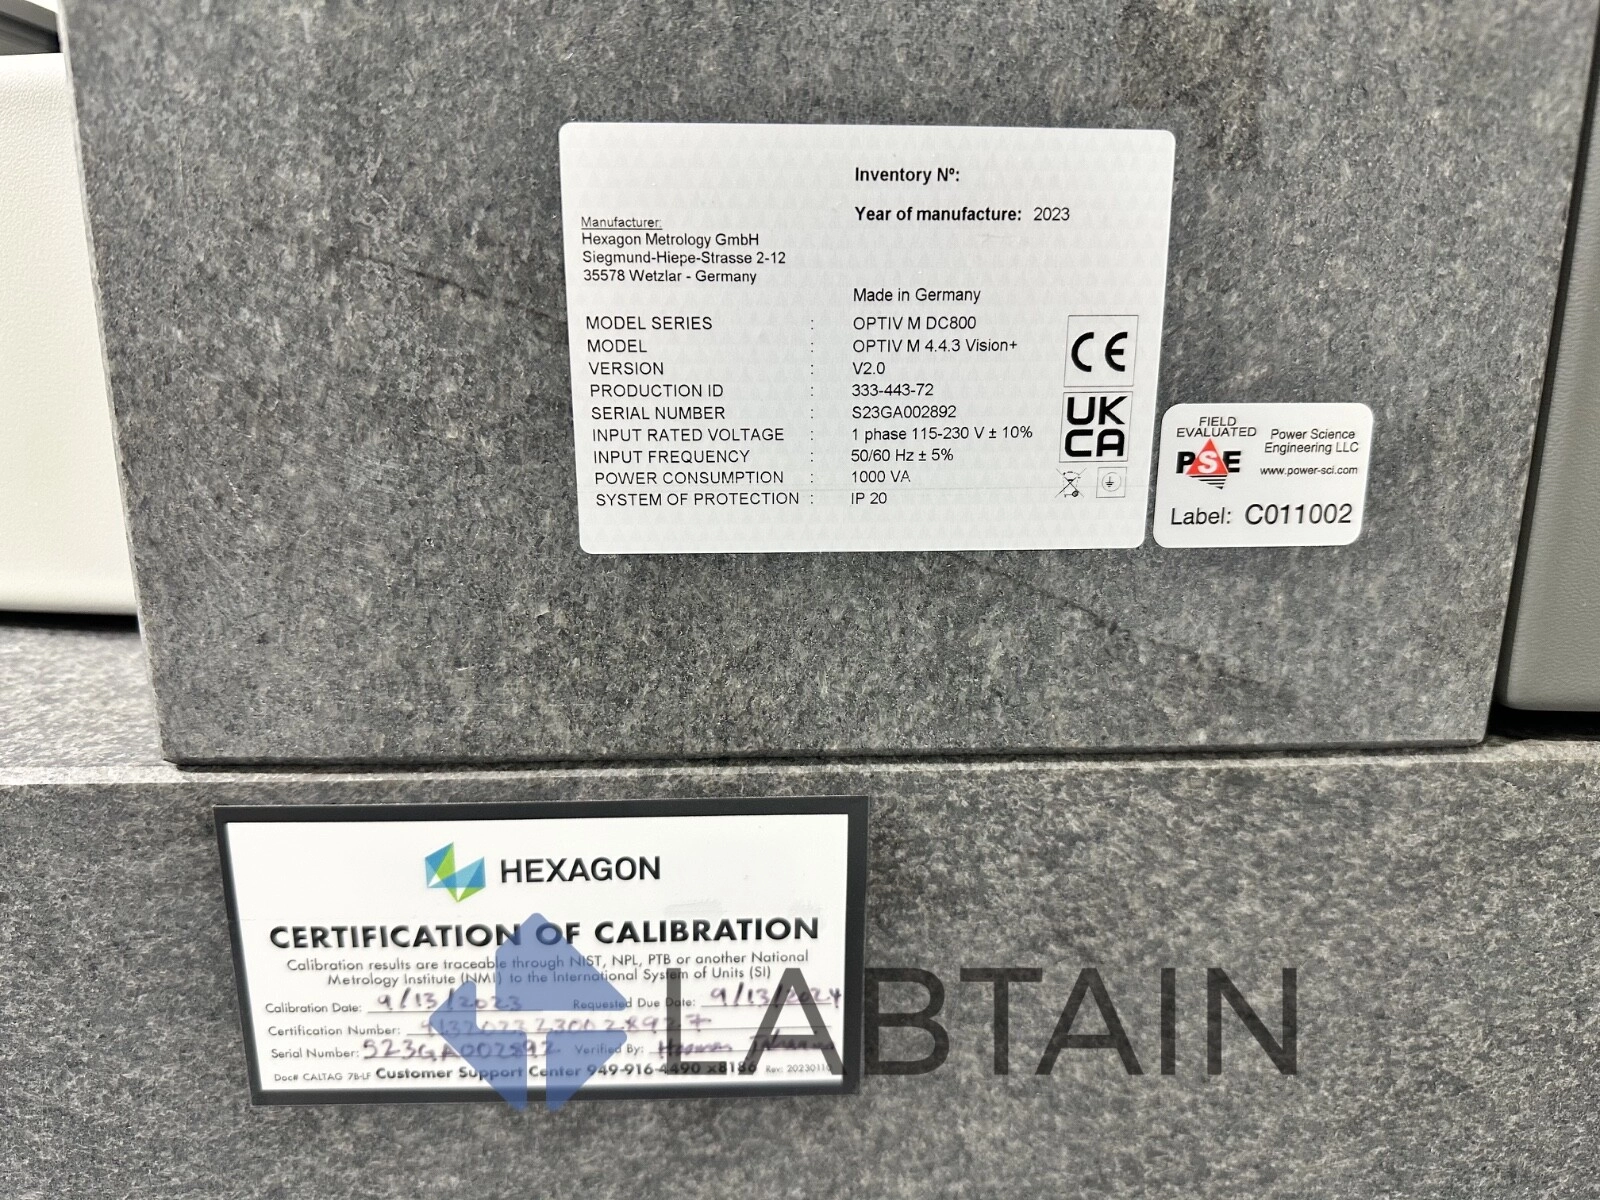 Inventory Nº:
Year of manufacture: 2023
Manufacturer:
Hexagon Metrology GmbH
Siegmund-Hiepe-Strasse 2-12
35578 Wetzlar - Germany
Made in Germany
MODEL SERIES : OPTIV M DC800
MODEL : OPTIV M 4.4.3 Vision+
VERSION : V2.0
PRODUCTION ID : 333-443-72
SERIAL NUMBER : S23GA002892
INPUT RATED VOLTAGE : 1 phase 115-230 V ± 10%
INPUT FREQUENCY : 50/60 Hz ± 5%
POWER CONSUMPTION : 1000 VA
SYSTEM OF PROTECTION : IP 20
CE
UK
CA
FIELD
EVALUATED
PSE
Power Science
Engineering LLC
www.power-sci.com
Label: C011002
HEXAGON
CERTIFICATION OF CALIBRATION
Calibration results are traceable through NIST, NPL, PTB or another National
Metrology Institute (NMI) to the International System of Units (SI)
Calibration Date: 9/13/2023 Requested Due Date: 9/13/2024
Certification Number:
Serial Number: S23GA002892 Verified By:
Doc# CALTAG 7B-LF Customer Support Center 949-916-4490 x8186 Rev:
LABTAIN